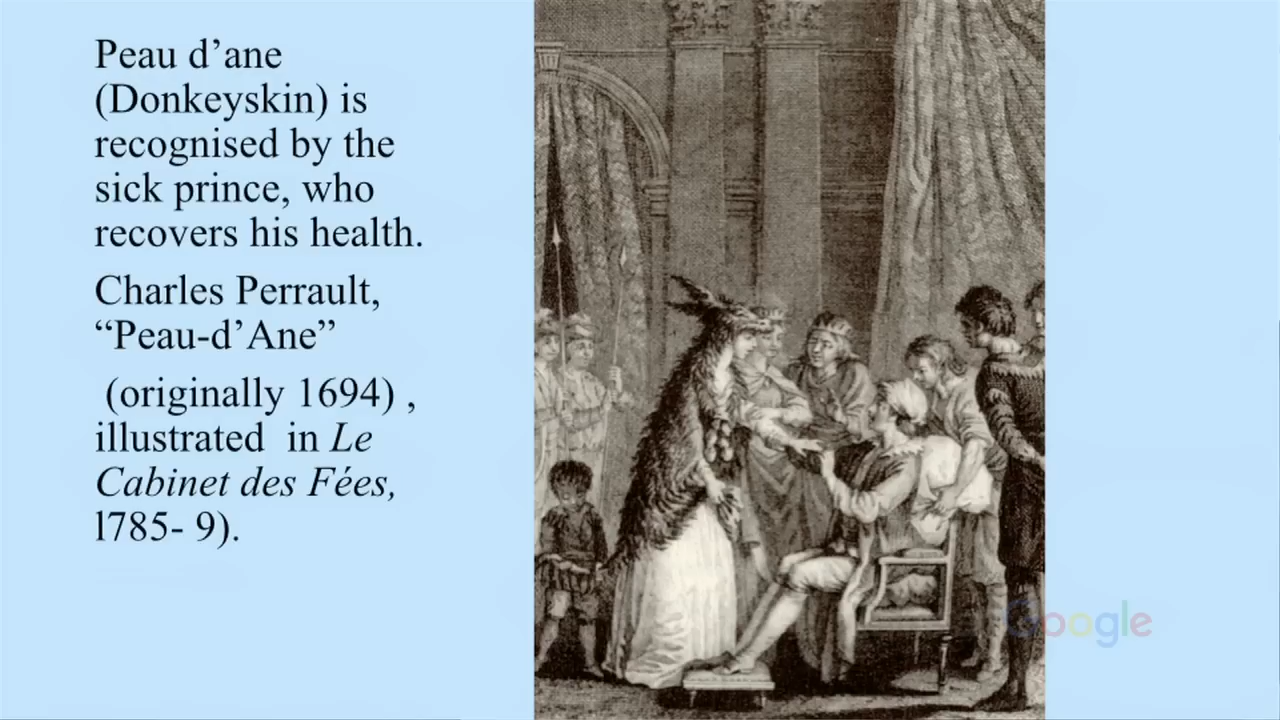 Peau d’ane
(Donkeyskin) is
recognised by the
sick prince, who
recovers his health.
Charles Perrault,
“Peau-d’Ane”
(originally 1694) ,
illustrated in Le
Cabinet des Fées,
l785- 9).
Google